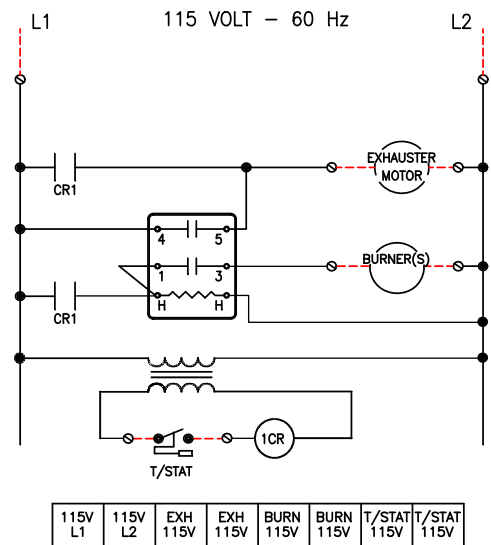 L1 115 VOLT - 60 Hz L2
EXHAUSTER
MOTOR
CR1
4 5
1 3
BURNER(S)
H H
CR1
1CR
T/STAT
115V 115V EXH EXH BURN BURN T/STAT T/STAT
L1 L2 115V 115V 115V 115V 115V 115V